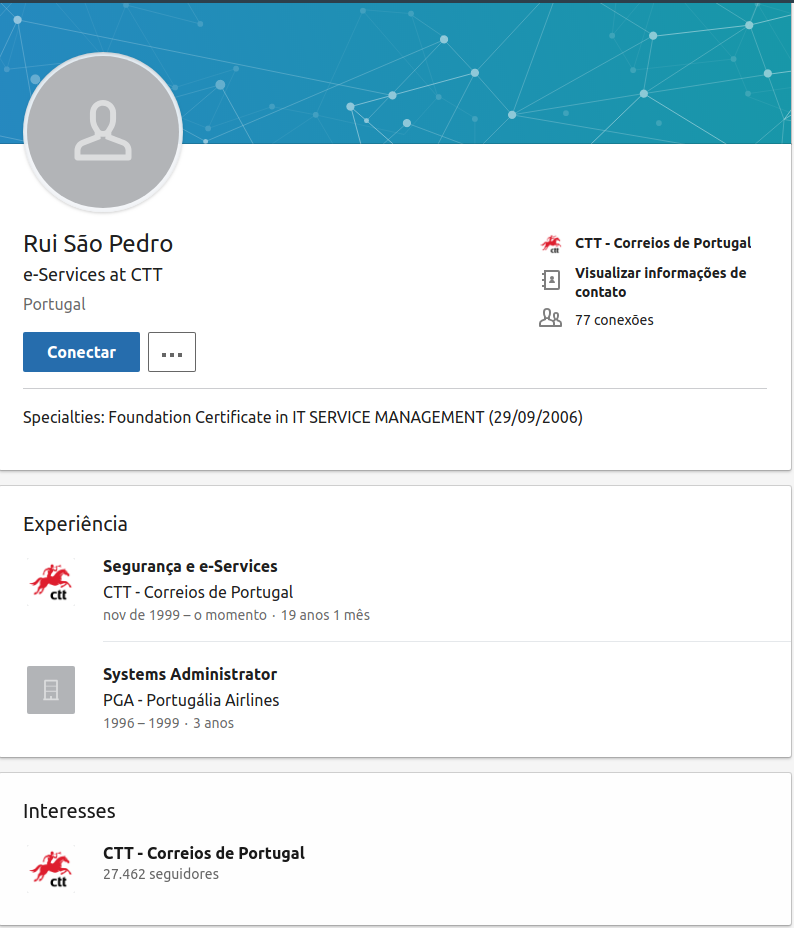 Rui São Pedro
e-Services at CTT
Portugal
Conectar
...
ctt
CTT - Correios de Portugal
Visualizar informações de
contato
77 conexões
Specialties: Foundation Certificate in IT SERVICE MANAGEMENT (29/09/2006)
Experiência
ctt
Segurança e e-Services
CTT - Correios de Portugal
nov de 1999 – o momento · 19 anos 1 mês
Systems Administrator
PGA - Portugália Airlines
1996 – 1999 · 3 anos
Interesses
ctt
CTT - Correios de Portugal
27.462 seguidores